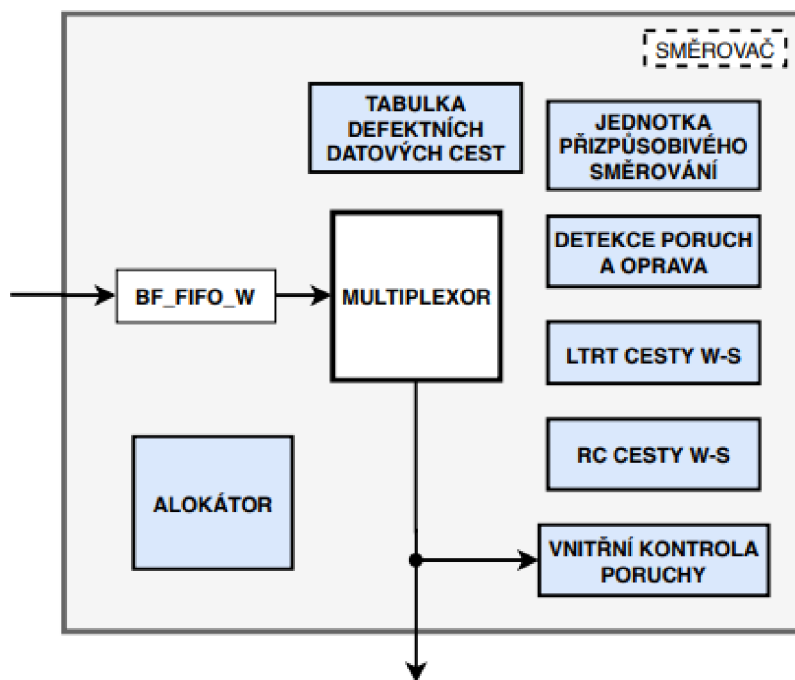 SMĚROVAČ
TABULKA
DEFEKTNÍCH
DATOVÝCH CEST
JEDNOTKA
PŘIZPŮSOBIVÉHO
SMĚROVÁNÍ
DETEKCE PORUCH
A OPRAVA
BF_FIFO_W
MULTIPLEXOR
LTRT CESTY W-S
RC CESTY W-S
ALOKÁTOR
VNITŘNÍ KONTROLA
PORUCHY